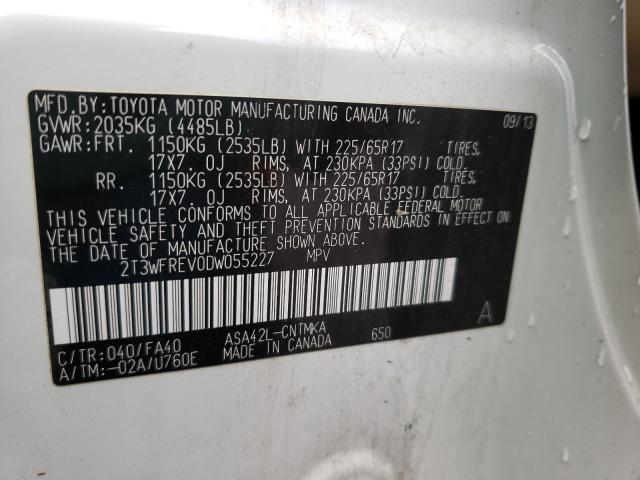 MFD.BY:TOYOTA MOTOR MANUFACTURING CANADA INC. 09/13
GVWR:2035KG (4485LB)
GAWR:FRT. 1150KG (2535LB) WITH 225/65R17 TIRES,
17X7. 0J RIMS, AT 230KPA (33PSI) COLD.
RR. 1150KG (2535LB) WITH 225/65R17 TIRES,
17X7. 0J RIMS, AT 230KPA (33PSI) COLD.
THIS VEHICLE CONFORMS TO ALL APPLICABLE FEDERAL MOTOR
VEHICLE SAFETY AND THEFT PREVENTION STANDARDS IN EFFECT ON
THE DATE OF MANUFACTURE SHOWN ABOVE.
2T3WFREV0DW055227 MPV
A
C/TR:040/FA40 ASA42L-CNTMKA 650
A/TM:-02A/U760E MADE IN CANADA